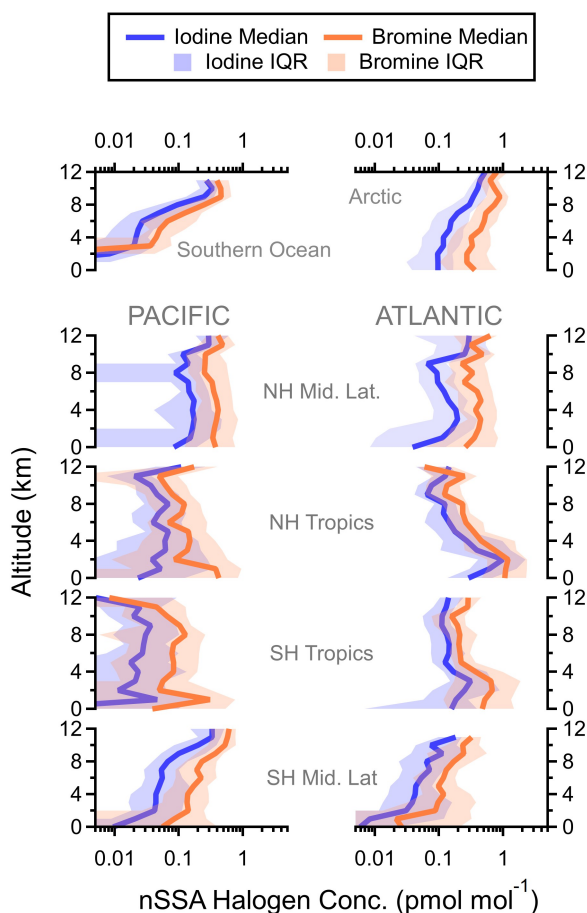 Iodine Median Bromine Median
Iodine IQR Bromine IQR
0.01 0.1 1 0.01 0.1 1
12 12
8 8
4 4
0 0
Arctic
Southern Ocean
PACIFIC ATLANTIC
12 12
8 8
4 4
0 0
NH Mid. Lat.
12 12
8 8
4 4
0 0
NH Tropics
12 12
8 8
4 4
0 0
SH Tropics
12 12
8 8
4 4
0 0
SH Mid. Lat
0.01 0.1 1 0.01 0.1 1
Altitude (km)
nSSA Halogen Conc. (pmol mol⁻¹)